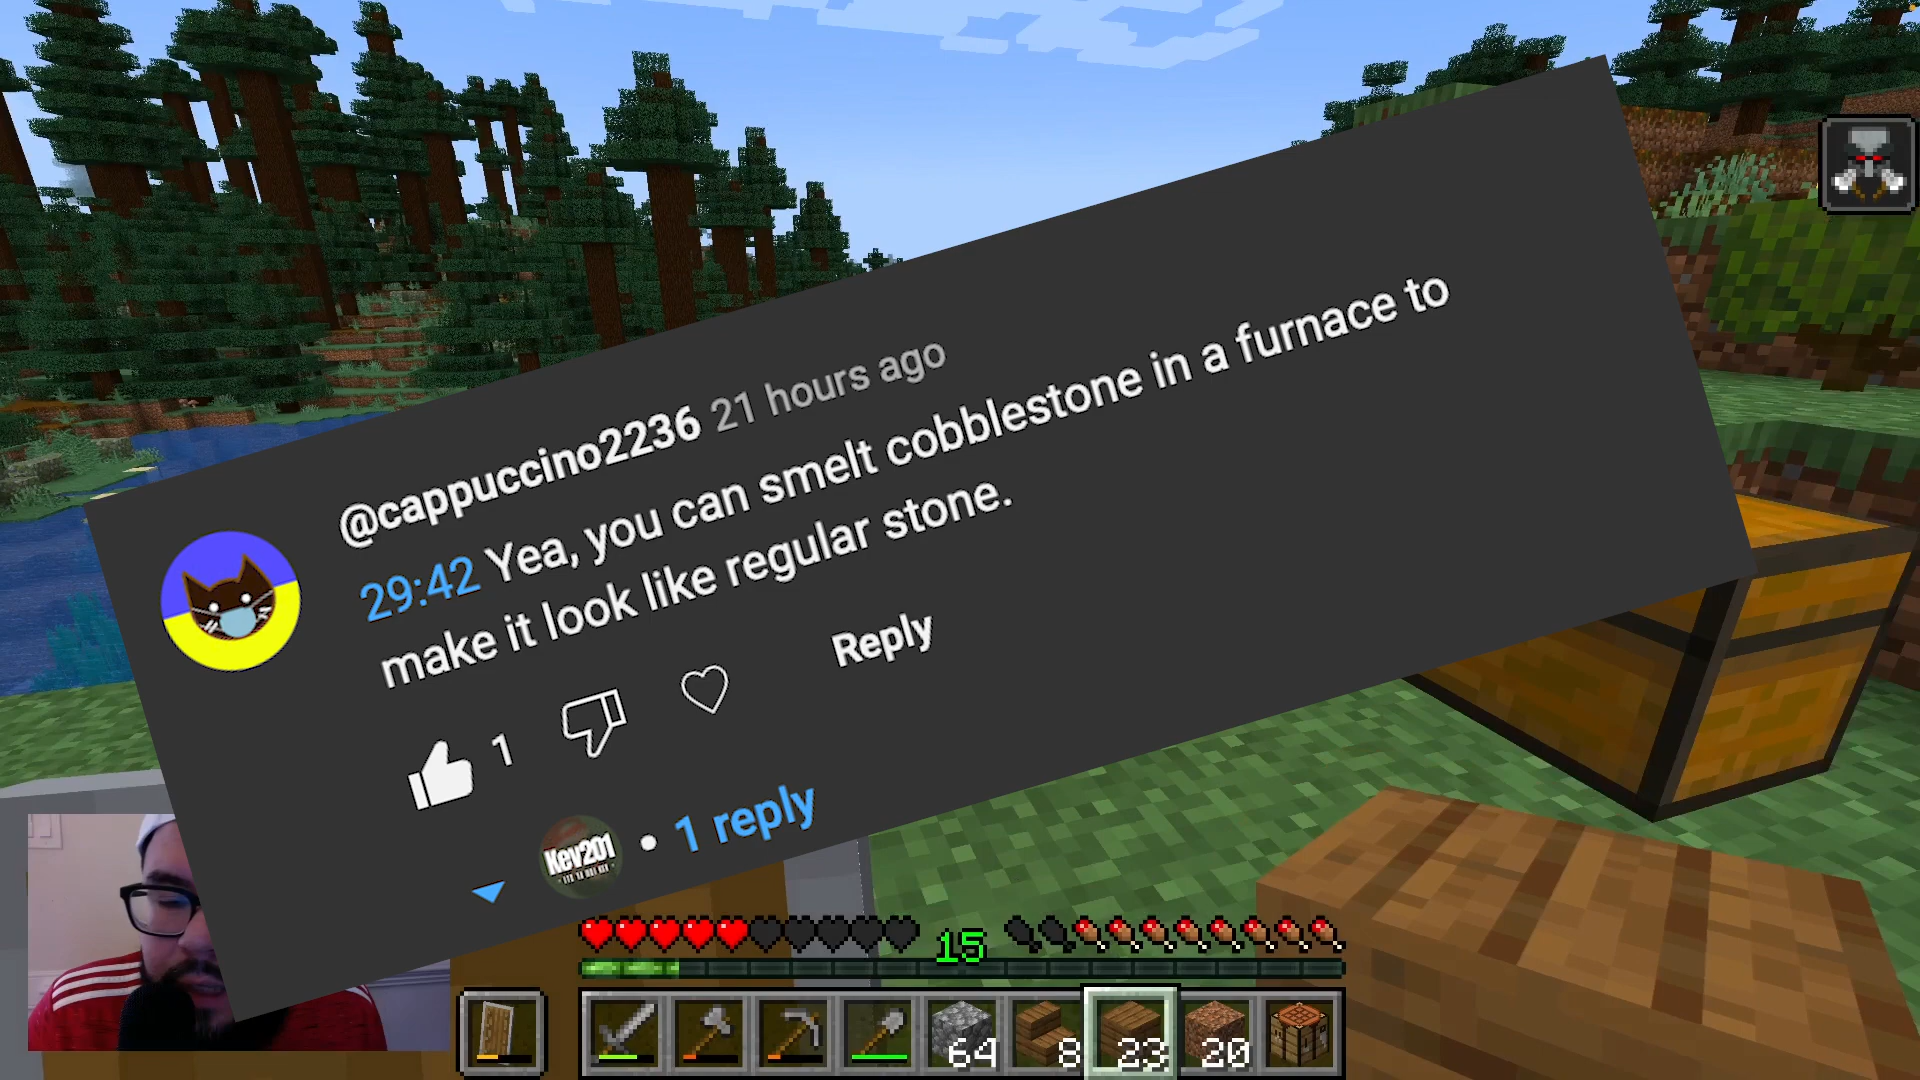 @cappuccino2236 21 hours ago
29:42 Yea, you can smelt cobblestone in a furnace to
make it look like regular stone.
1
Reply
Kev201
1 reply
15
64 8 23 20